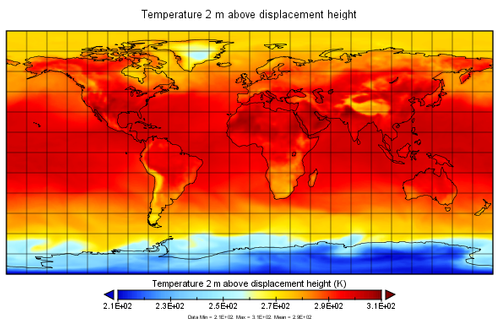 Temperature 2 m above displacement height
Temperature 2 m above displacement height (K)
2.1E+02 2.3E+02 2.5E+02 2.7E+02 2.9E+02 3.1E+02
Data Min = 2.1E+02, Max = 3.1E+02, Mean = 2.9E+02